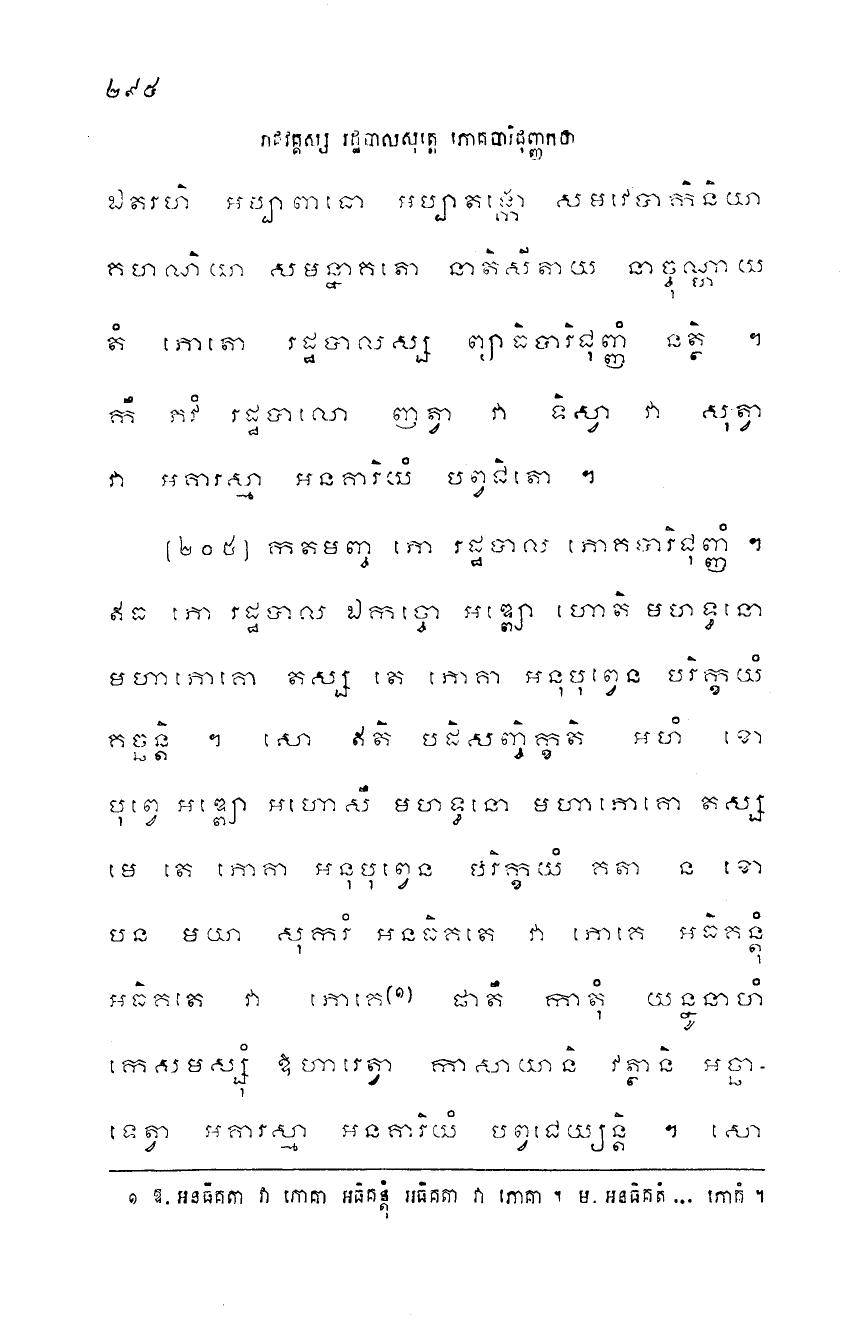 ២៩៥
រាជវគ្គស្ស រដ្ឋបាលសុត្តេ ភោគបារិជុញ្ញកថា
ឯតរហិ អប្បាពាធោ អប្បាតង្កោ សមវេបាកិនិយា
គហណិយា សមន្នាគតោ នាតិសីតាយ នាច្ចុណ្ហាយ
តំ ភោតោ រដ្ឋបាលស្ស ព្យាធិបារិជុញ្ញំ នត្ថិ ។
កឹ ភវំ រដ្ឋបាលោ ញត្វា វា ទិស្វា វា សុត្វា
វា អគារស្មា អនគារិយំ បព្វជិតោ ។
[២០៥] កតមញ្ច ភោ រដ្ឋបាល ភោគបារិជុញ្ញំ ។
ឥធ ភោ រដ្ឋបាល ឯកច្ចោ អឌ្ឍោ ហោតិ មហទ្ធនោ
មហាភោគោ តស្ស តេ ភោគា អនុបុព្វេន បរិក្ខយំ
គច្ឆន្តិ ។ សោ ឥតិ បដិសញ្ចិក្ខតិ អហំ ខោ
បុព្វេ អឌ្ឍោ អហោសឹ មហទ្ធនោ មហាភោគោ តស្ស
មេ តេ ភោគា អនុបុព្វេន បរិក្ខយំ គតា ន ខោ
បន មយា សុករំ អនធិគតេ វា ភោគេ អធិគន្តុំ
អធិគតេ វា ភោគេ(១) ផាតឹ កាតុំ យន្នូនាហំ
កេសមស្សុំ ឱហារេត្វា កាសាយានិ វត្ថានិ អច្ឆា-
ទេត្វា អគារស្មា អនគារិយំ បព្វជេយ្យន្តិ ។ សោ
១ ឱ. អនធិគតា វា ភោគា អធិគន្តុំ អធិគតា វា ភោគា ។ ម. អនធិគតំ ... ភោគំ ។